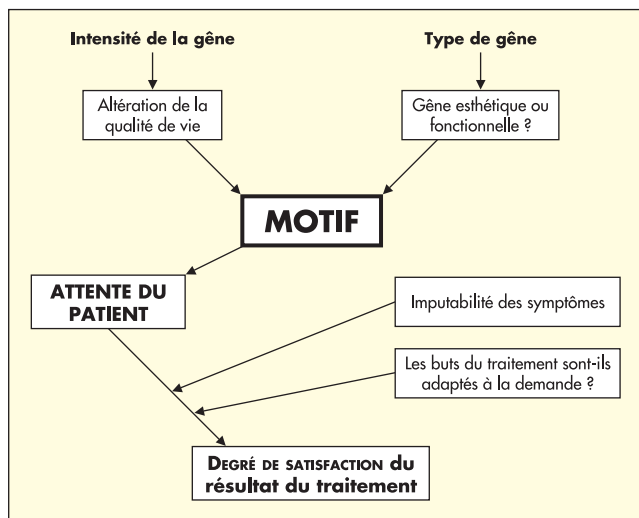 Intensité de la gêne
Type de gêne
Altération de la
qualité de vie
Gêne esthétique ou
fonctionnelle ?
MOTIF
ATTENTE DU
PATIENT
Imputabilité des symptômes
Les buts du traitement sont-ils
adaptés à la demande ?
DEGRÉ DE SATISFACTION du
résultat du traitement